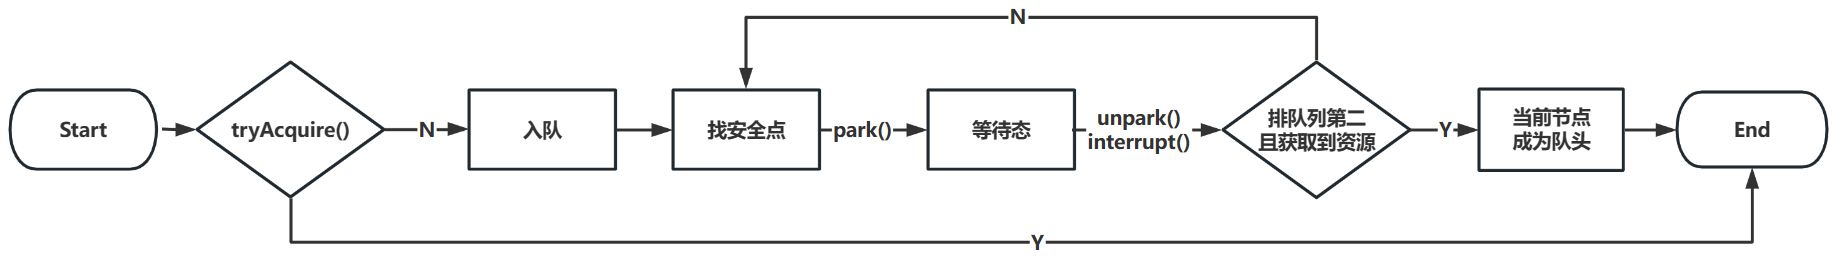 N
Start
tryAcquire()
N
入队
找安全点
park()
等待态
unpark()
interrupt()
排队列第二
且获取到资源
Y
当前节点
成为队头
End
Y